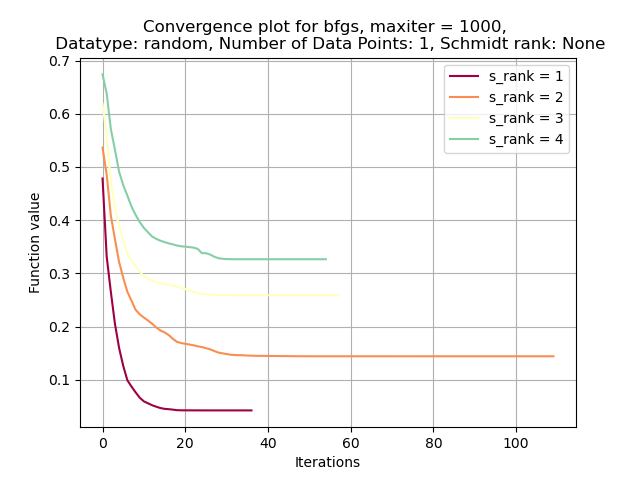 Convergence plot for bfgs, maxiter = 1000,
Datatype: random, Number of Data Points: 1, Schmidt rank: None
0.7
0.6
0.5
0.4
0.3
0.2
0.1
Function value
s_rank = 1
s_rank = 2
s_rank = 3
s_rank = 4
0 20 40 60 80 100
Iterations